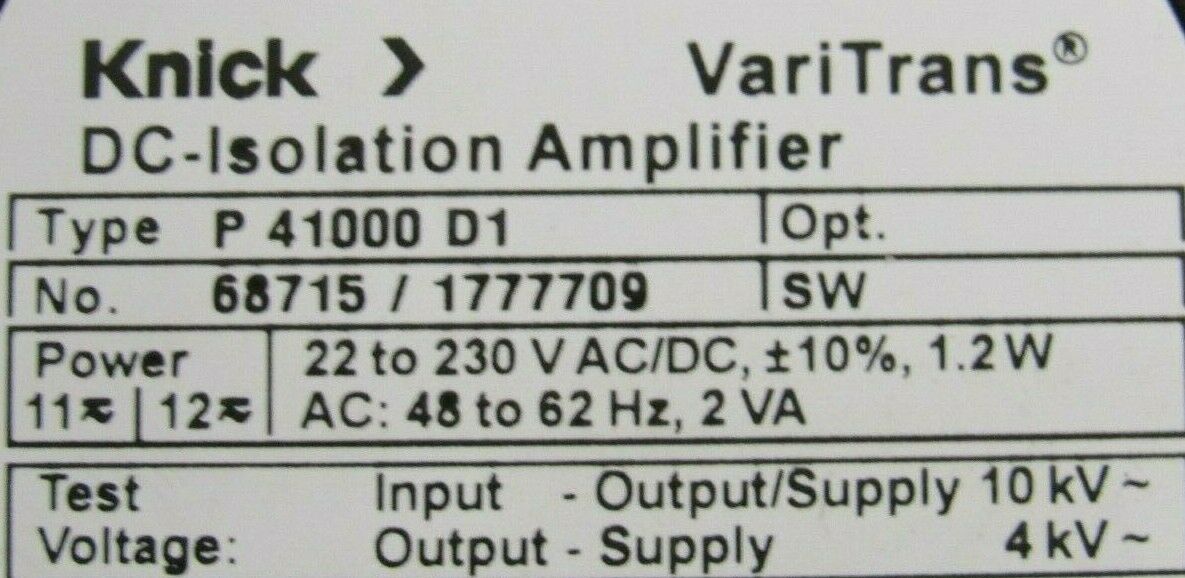 Knick >
VariTrans®
DC-Isolation Amplifier
Type P 41000 D1 Opt.
No. 68715 / 1777709 SW
Power 22 to 230 V AC/DC, ±10%, 1.2 W
11≂ | 12≂ AC: 48 to 62 Hz, 2 VA
Test Input - Output/Supply 10 kV ~
Voltage: Output - Supply 4 kV ~